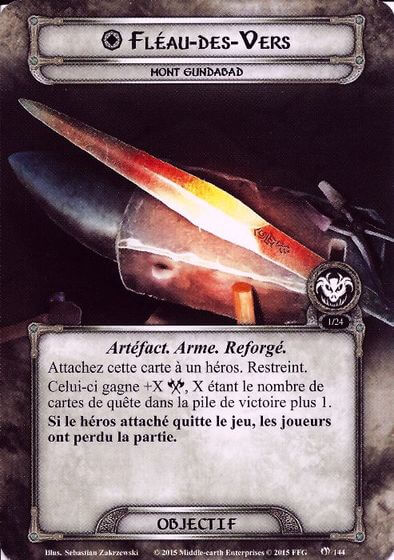 Fléau-des-Vers
MONT GUNDABAD
1/24
Artéfact. Arme. Reforgé.
Attachez cette carte à un héros. Restreint.
Celui-ci gagne +X , X étant le nombre de
cartes de quête dans la pile de victoire plus 1.
Si le héros attaché quitte le jeu, les joueurs
ont perdu la partie.
OBJECTIF
Illus. Sebastian Zakrzewski © 2015 Middle-earth Enterprises © 2015 FFG 144